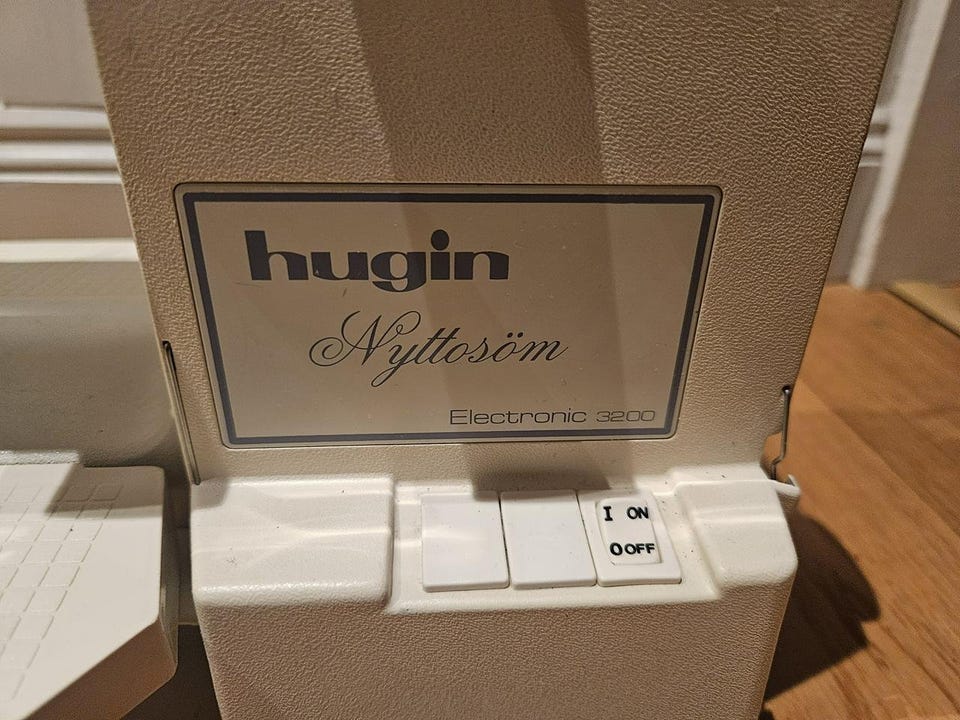 hugin
Nyttosöm
Electronic 3200
I ON
O OFF